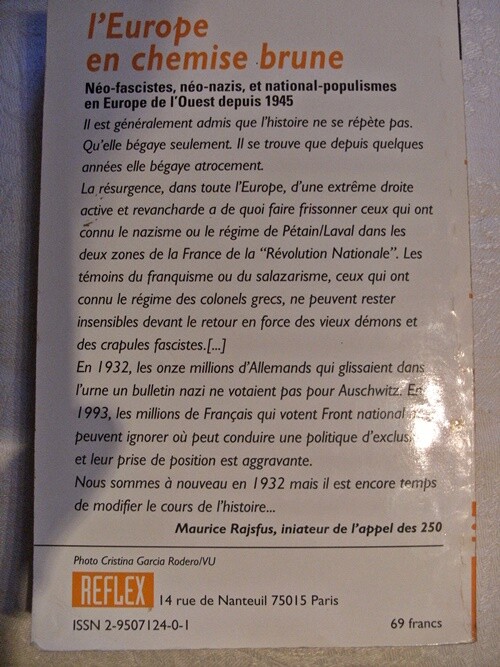 l'Europe
en chemise brune
Néo-fascistes, néo-nazis, et national-populismes
en Europe de l'Ouest depuis 1945
Il est généralement admis que l'histoire ne se répète pas.
Qu'elle bégaye seulement. Il se trouve que depuis quelques
années elle bégaye atrocement.
La résurgence, dans toute l'Europe, d'une extrême droite
active et revancharde a de quoi faire frissonner ceux qui ont
connu le nazisme ou le régime de Pétain/Laval dans les
deux zones de la France de la "Révolution Nationale". Les
témoins du franquisme ou du salazarisme, ceux qui ont
connu le régime des colonels grecs, ne peuvent rester
insensibles devant le retour en force des vieux démons et
des crapules fascistes.[...]
En 1932, les onze millions d'Allemands qui glissaient dans
l'urne un bulletin nazi ne votaient pas pour Auschwitz. En
1993, les millions de Français qui votent Front national
peuvent ignorer où peut conduire une politique
et leur prise de position est aggravante.
Nous sommes à nouveau en 1932 mais il est encore temps
de modifier le cours de l'histoire...
Maurice Rajsfus, iniateur de l'appel des 250
Photo Cristina Garcia Rodero/VU
REFLEX 14 rue de Nanteuil 75015 Paris
ISSN 2-9507124-0-1 69 francs